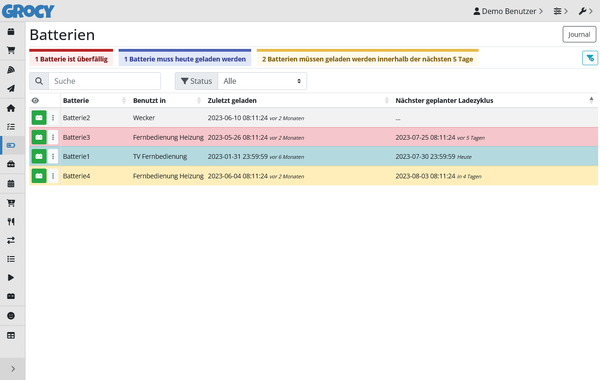 GROCY
Demo Benutzer
Batterien
Journal
1 Batterie ist überfällig
1 Batterie muss heute geladen werden
2 Batterien müssen geladen werden innerhalb der nächsten 5 Tage
Suche
Status
Alle
Batterie Benutzt in Zuletzt geladen Nächster geplanter Ladezyklus
Batterie2 Wecker 2023-06-10 08:11:24 vor 2 Monaten ...
Batterie3 Fernbedienung Heizung 2023-05-26 08:11:24 vor 2 Monaten 2023-07-25 08:11:24 vor 5 Tagen
Batterie1 TV Fernbedienung 2023-01-31 23:59:59 vor 6 Monaten 2023-07-30 23:59:59 Heute
Batterie4 Fernbedienung Heizung 2023-06-04 08:11:24 vor 2 Monaten 2023-08-03 08:11:24 in 4 Tagen